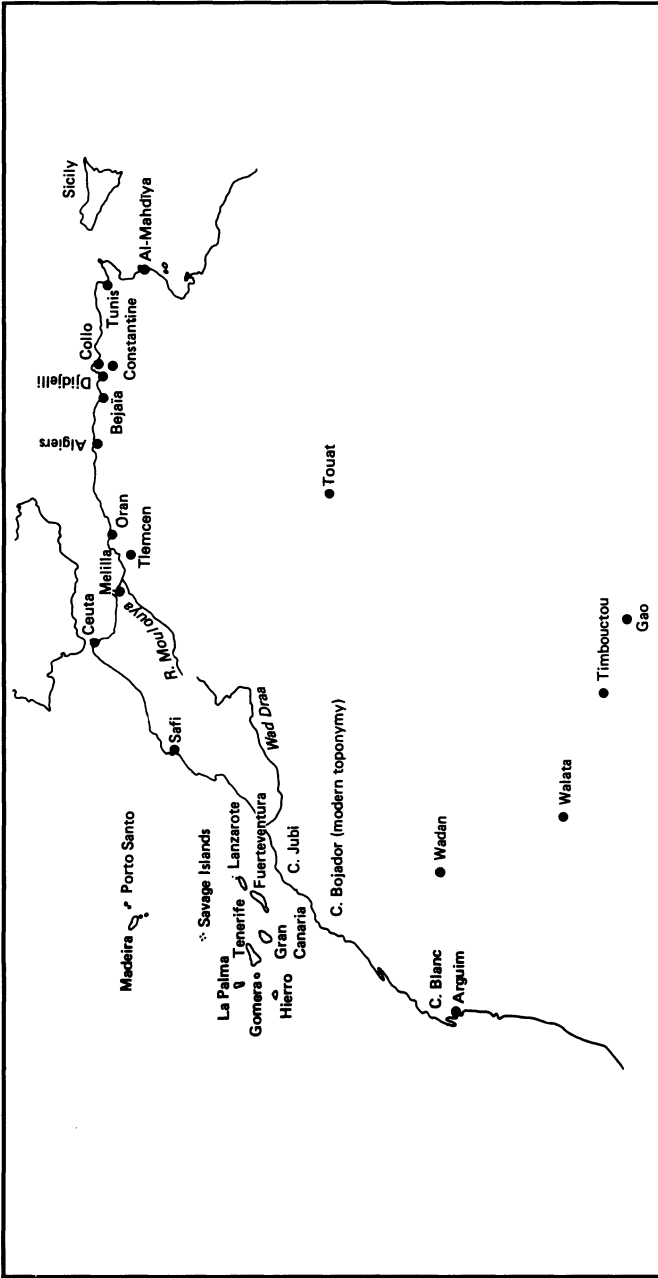 Sicily
Al-Mahdīya
Tunis
Collo
Constantine
Djidjelli
Bejaïa
Algiers
Oran
Tlemcen
Melilla
Ceuta
R. Moulouya
Safi
Wad Draa
Touat
Madeira
Porto Santo
Savage Islands
Lanzarote
Fuerteventura
Tenerife
La Palma
Gran
Canaria
Gomera
Hierro
C. Jubi
C. Bojador (modern toponymy)
C. Blanc
Arguim
Wadan
Walata
Timbouctou
Gao